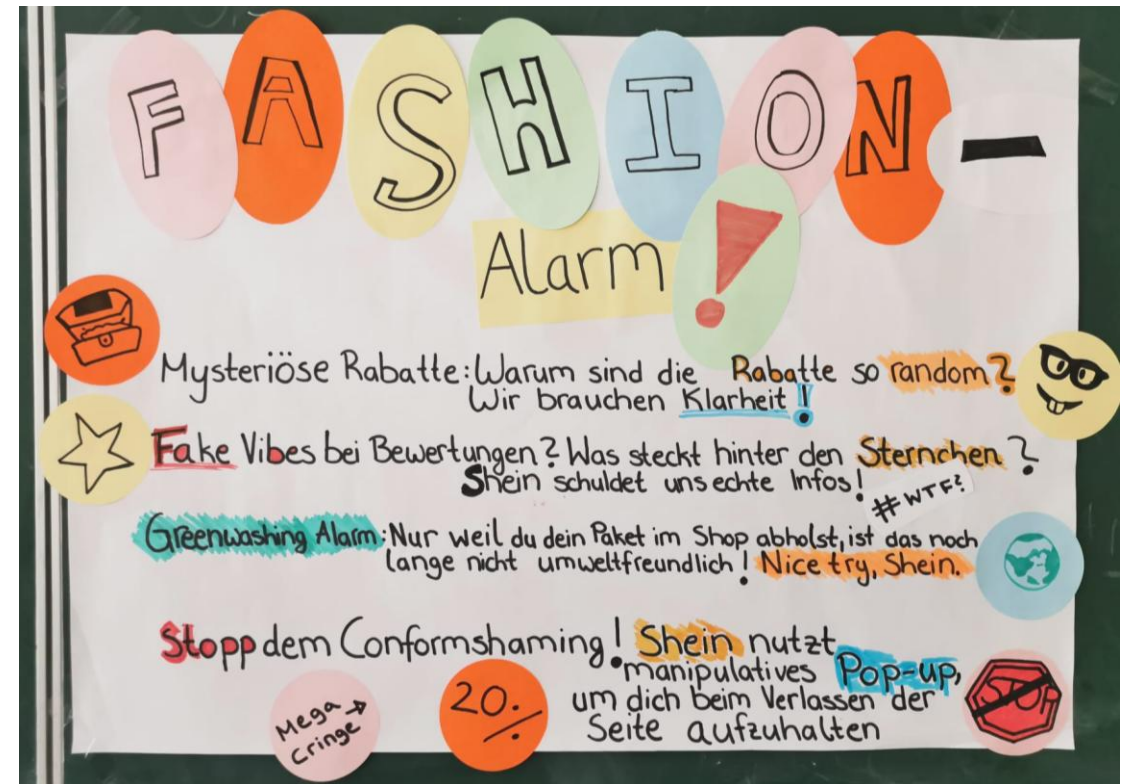 FASHION-
Alarm!
Mysteriöse Rabatte: Warum sind die Rabatte so random?
Wir brauchen Klarheit!
Fake Vibes bei Bewertungen? Was steckt hinter den Sternchen?
Shein schuldet uns echte Infos!
#WTF?
Greenwashing Alarm: Nur weil du dein Paket im Shop abholst, ist das noch
lange nicht umweltfreundlich! Nice try, Shein.
Stopp dem Conformshaming! Shein nutzt
manipulatives Pop-up,
um dich beim Verlassen der
Seite aufzuhalten
Mega →
Cringe
20./.
STOP